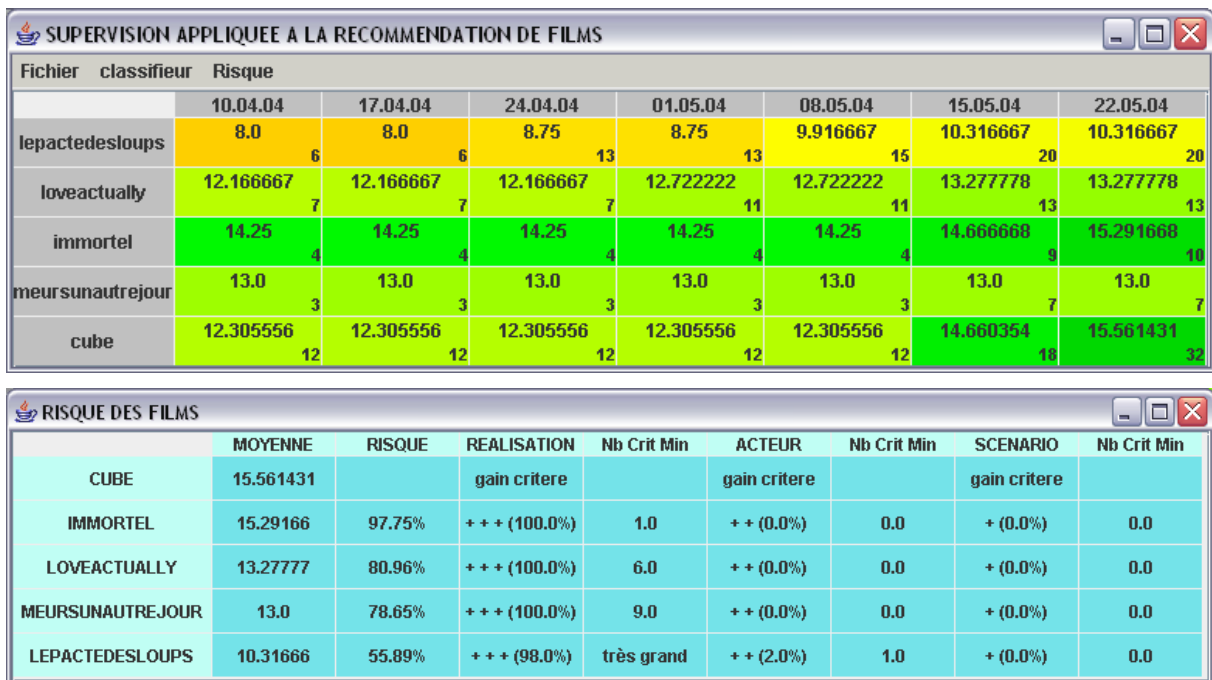 SUPERVISION APPLIQUEE A LA RECOMMENDATION DE FILMS
Fichier classifieur Risque
10.04.04 17.04.04 24.04.04 01.05.04 08.05.04 15.05.04 22.05.04
lepactedesloups 8.0 8.0 8.75 8.75 9.916667 10.316667 10.316667
6 6 13 13 15 20 20
loveactually 12.166667 12.166667 12.166667 12.722222 12.722222 13.277778 13.277778
7 7 7 11 11 13 13
immortel 14.25 14.25 14.25 14.25 14.25 14.666668 15.291668
4 4 4 4 4 9 10
meursunautrejour 13.0 13.0 13.0 13.0 13.0 13.0 13.0
3 3 3 3 3 7 7
cube 12.305556 12.305556 12.305556 12.305556 12.305556 14.660354 15.561431
12 12 12 12 12 18 32
RISQUE DES FILMS
MOYENNE RISQUE REALISATION Nb Crit Min ACTEUR Nb Crit Min SCENARIO Nb Crit Min
CUBE 15.561431 gain critere gain critere gain critere
IMMORTEL 15.29166 97.75% + + + (100.0%) 1.0 + + (0.0%) 0.0 + (0.0%) 0.0
LOVEACTUALLY 13.27777 80.96% + + + (100.0%) 6.0 + + (0.0%) 0.0 + (0.0%) 0.0
MEURSUNAUTREJOUR 13.0 78.65% + + + (100.0%) 9.0 + + (0.0%) 0.0 + (0.0%) 0.0
LEPACTEDESLOUPS 10.31666 55.89% + + + (98.0%) très grand + + (2.0%) 1.0 + (0.0%) 0.0